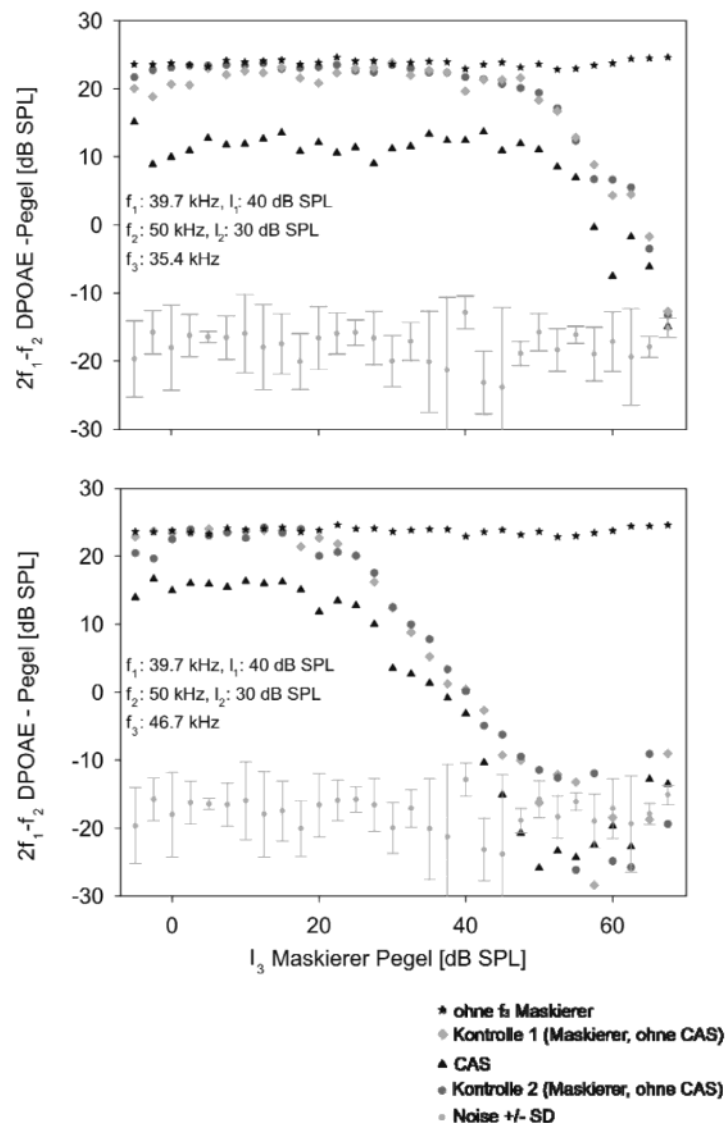 30
20
10
0
-10
-20
-30
2f₁-f₂ DPOAE -Pegel [dB SPL]
f₁: 39.7 kHz, l₁: 40 dB SPL
f₂: 50 kHz, l₂: 30 dB SPL
f₃: 35.4 kHz
30
20
10
0
-10
-20
-30
2f₁-f₂ DPOAE - Pegel [dB SPL]
f₁: 39.7 kHz, l₁: 40 dB SPL
f₂: 50 kHz, l₂: 30 dB SPL
f₃: 46.7 kHz
0 20 40 60
l₃ Maskierer Pegel [dB SPL]
ohne f₃ Maskierer
Kontrolle 1 (Maskierer, ohne CAS)
CAS
Kontrolle 2 (Maskierer, ohne CAS)
Noise +/- SD